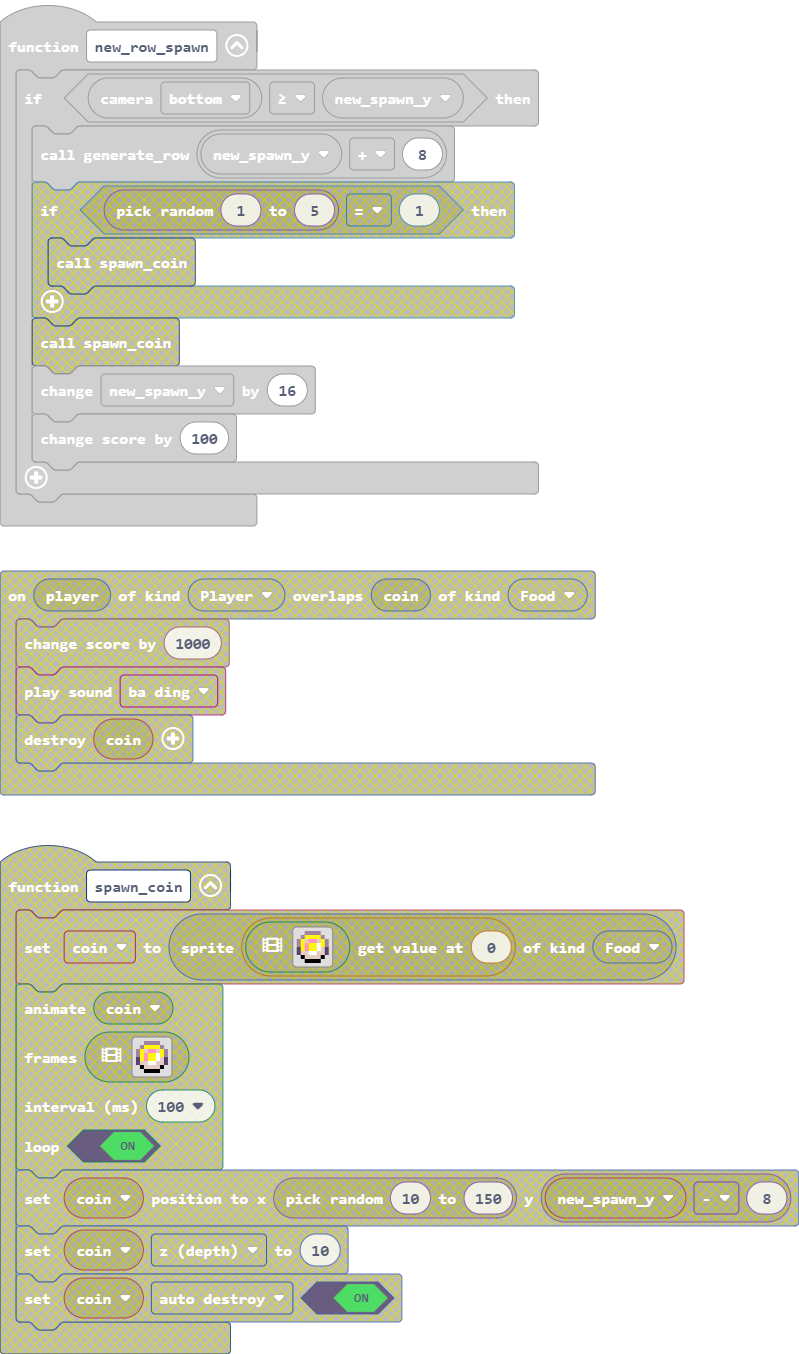 function new_row_spawn
if camera bottom ≥ new_spawn_y then
call generate_row new_spawn_y + 8
if pick random 1 to 5 = 1 then
call spawn_coin
call spawn_coin
change new_spawn_y by 16
change score by 100
on player of kind Player overlaps coin of kind Food
change score by 1000
play sound ba ding
destroy coin
function spawn_coin
set coin to sprite get value at 0 of kind Food
animate coin
frames
interval (ms) 100
loop ON
set coin position to x pick random 10 to 150 y new_spawn_y - 8
set coin z (depth) to 10
set coin auto destroy ON